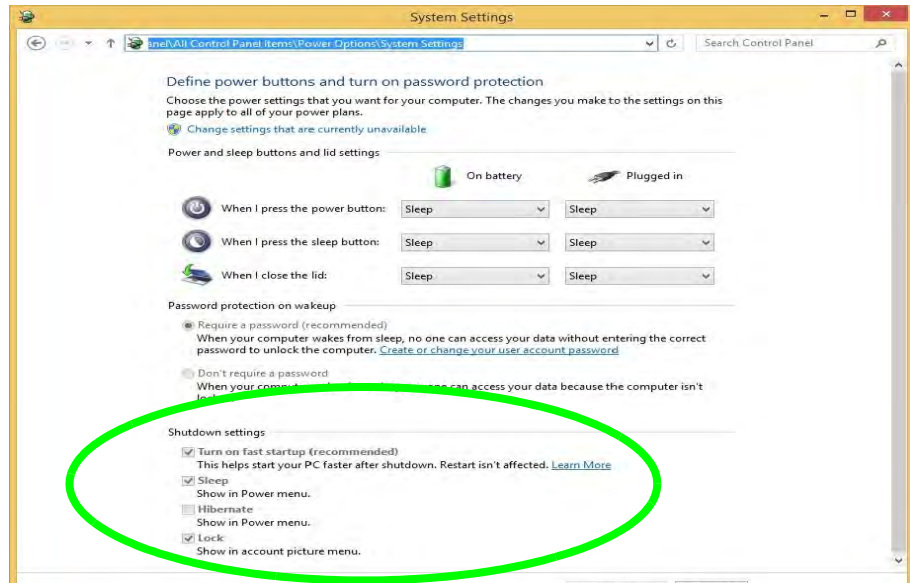 System Settings
anel\All Control Panel Items\Power Options\System Settings
Search Control Panel
Define power buttons and turn on password protection
Choose the power settings that you want for your computer. The changes you make to the settings on this
page apply to all of your power plans.
Change settings that are currently unavailable
Power and sleep buttons and lid settings
On battery Plugged in
When I press the power button: Sleep Sleep
When I press the sleep button: Sleep Sleep
When I close the lid: Sleep Sleep
Password protection on wakeup
Require a password (recommended)
When your computer wakes from sleep, no one can access your data without entering the correct
password to unlock the computer. Create or change your user account password
Don't require a password
When your can access your data because the computer isn't
Shutdown settings
Turn on fast startup (recommended)
This helps start your PC faster after shutdown. Restart isn't affected. Learn More
Sleep
Show in Power menu.
Hibernate
Show in Power menu.
Lock
Show in account picture menu.